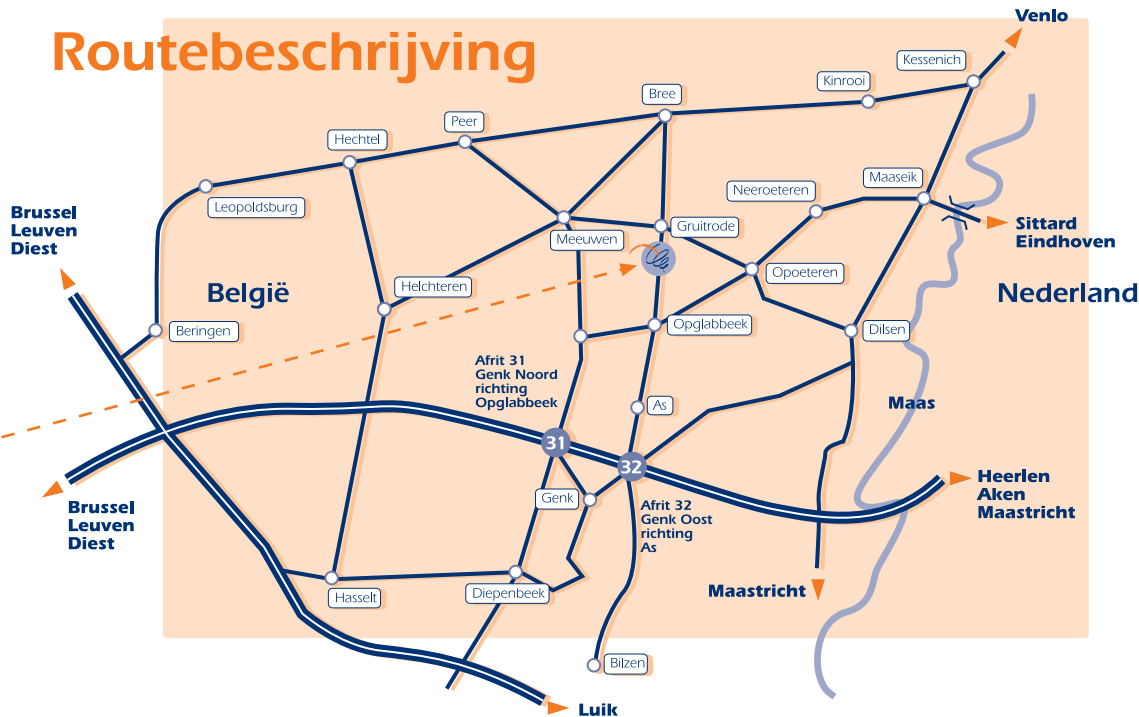 Routebeschrijving
Venlo
Kessenich
Kinrooi
Bree
Peer
Hechtel
Leopoldsburg
Neeroeteren
Maaseik
Brussel
Leuven
Diest
Meeuwen
Gruitrode
Sittard
Eindhoven
België
Helchteren
Opoeteren
Nederland
Beringen
Opglabbeek
Dilsen
Afrit 31
Genk Noord
richting
Opglabbeek
As
Maas
31
32
Brussel
Leuven
Diest
Genk
Afrit 32
Genk Oost
richting
As
Heerlen
Aken
Maastricht
Hasselt
Diepenbeek
Maastricht
Bilzen
Luik